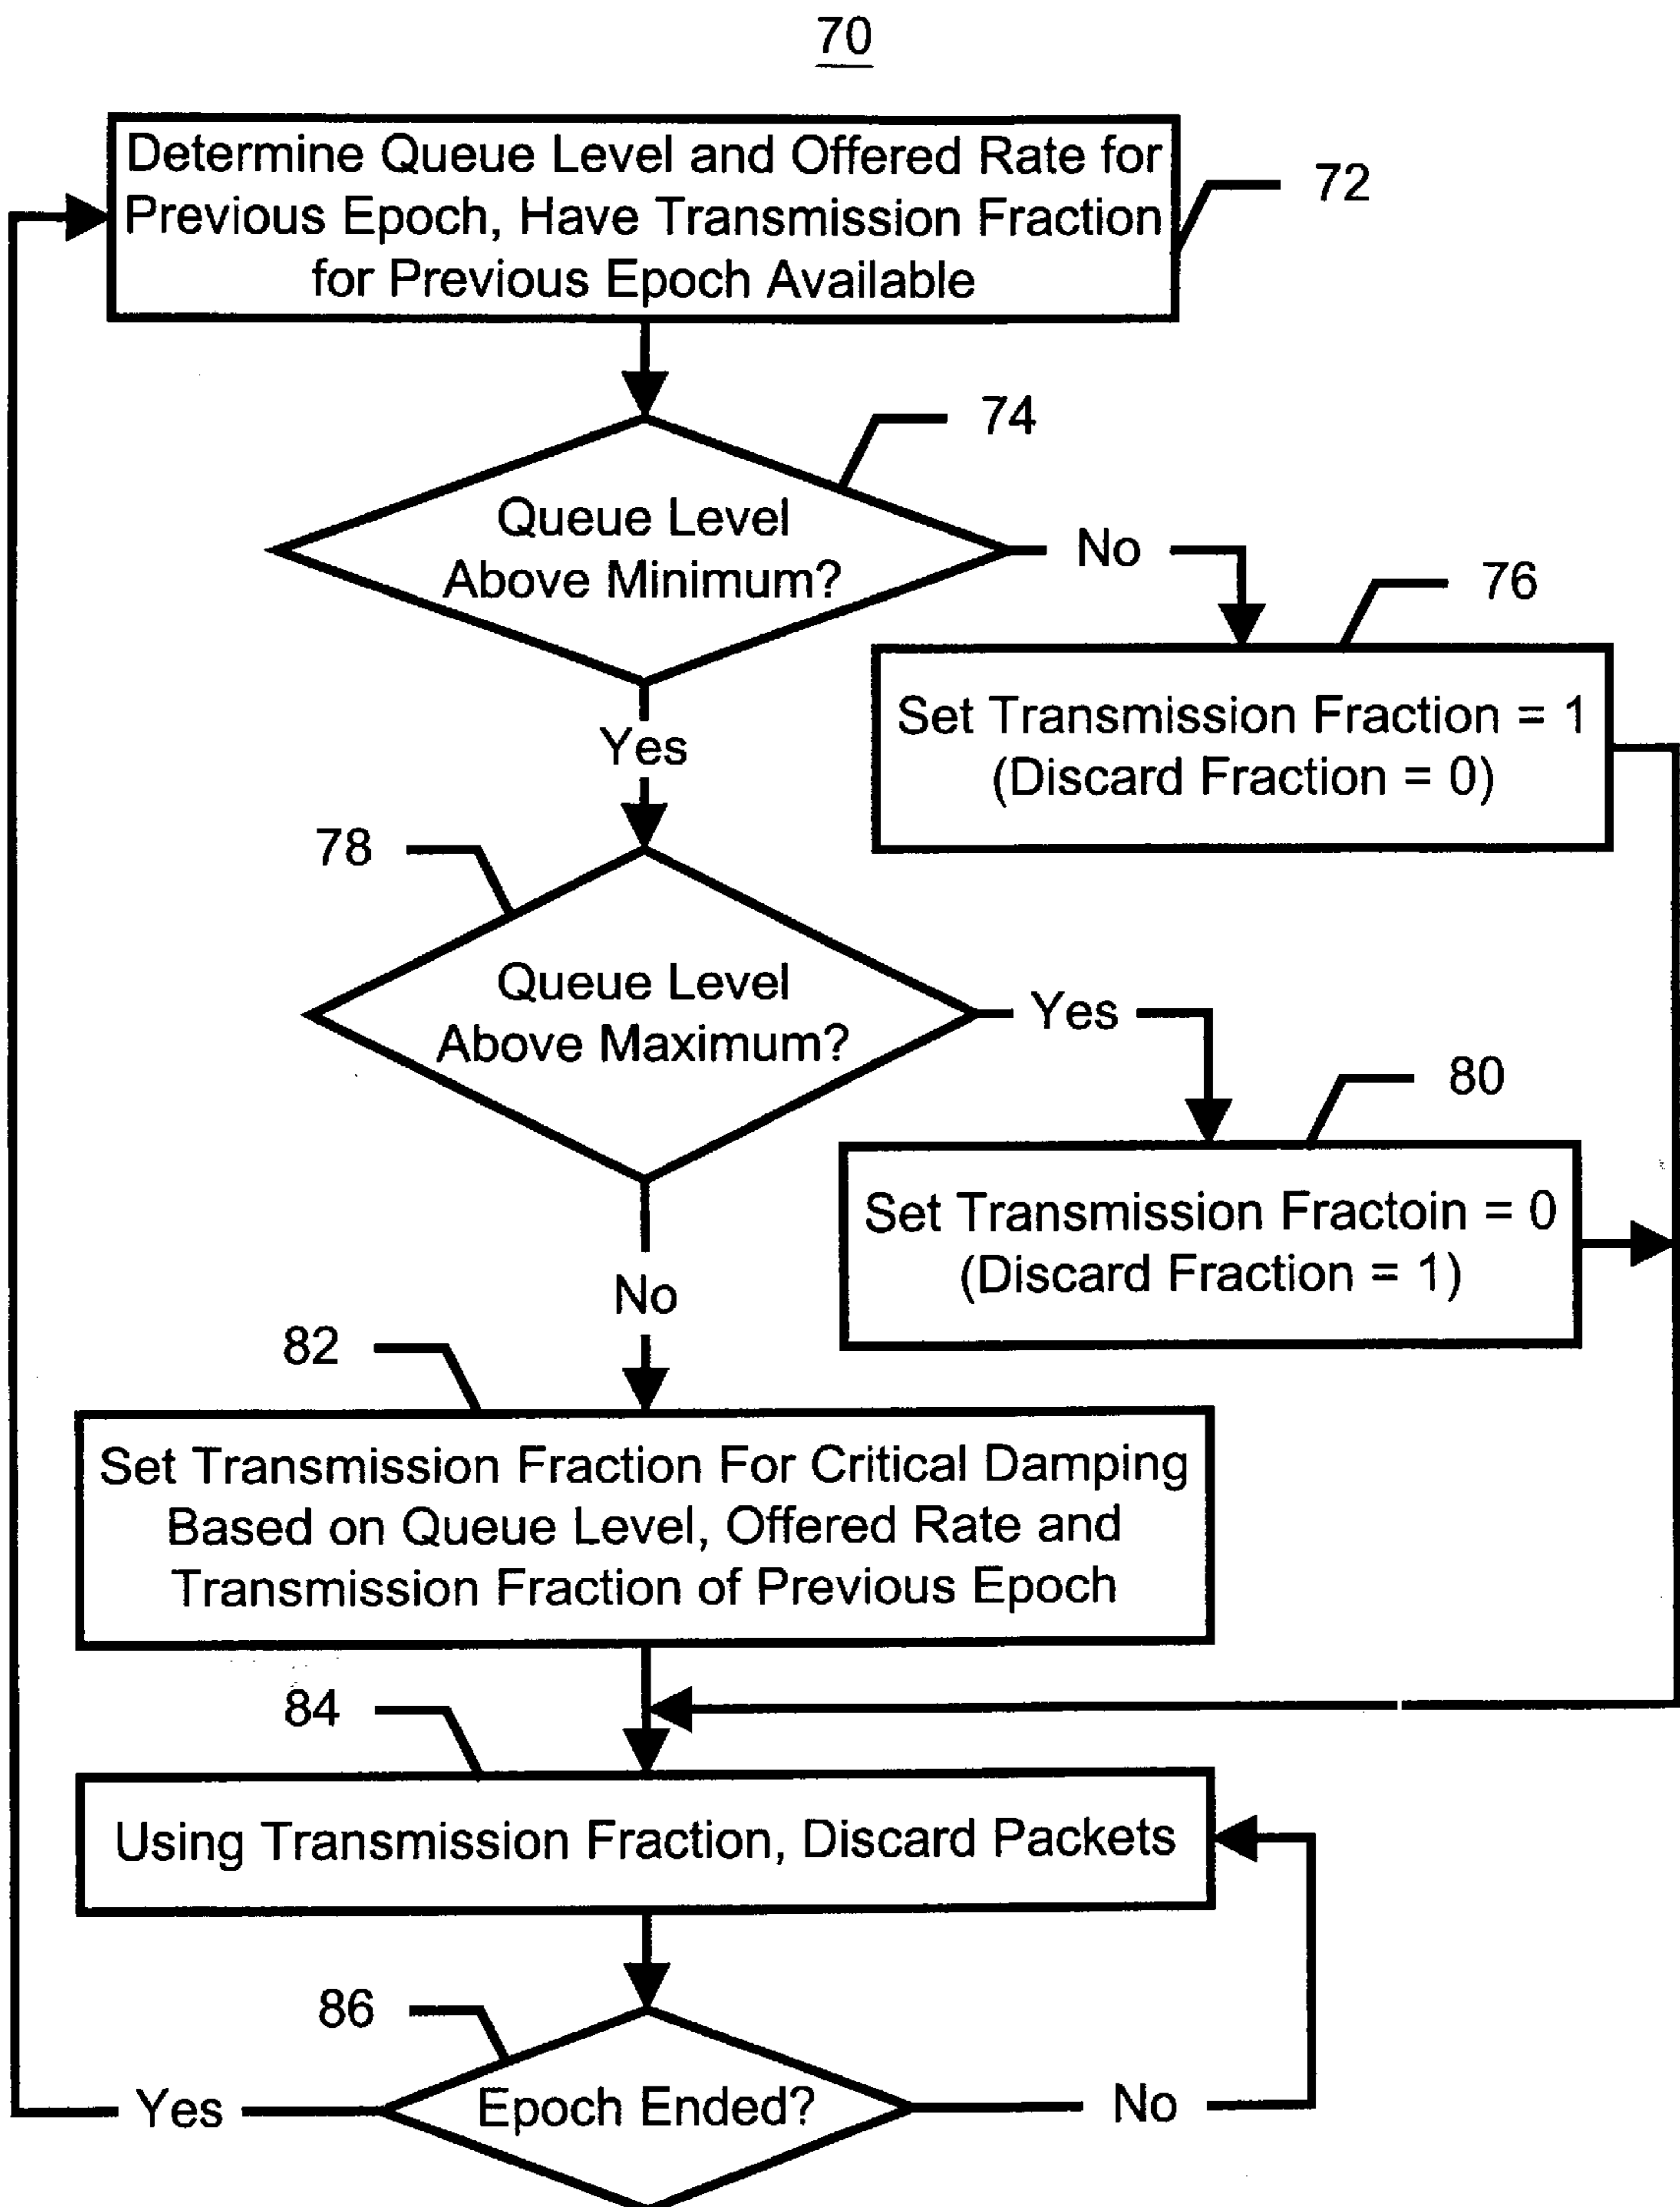 70
Determine Queue Level and Offered Rate for
Previous Epoch, Have Transmission Fraction
for Previous Epoch Available
72
74
Queue Level
Above Minimum?
No
76
Set Transmission Fraction = 1
(Discard Fraction = 0)
Yes
78
Queue Level
Above Maximum?
Yes
80
Set Transmission Fractoin = 0
(Discard Fraction = 1)
No
82
Set Transmission Fraction For Critical Damping
Based on Queue Level, Offered Rate and
Transmission Fraction of Previous Epoch
84
Using Transmission Fraction, Discard Packets
86
Epoch Ended?
Yes
No